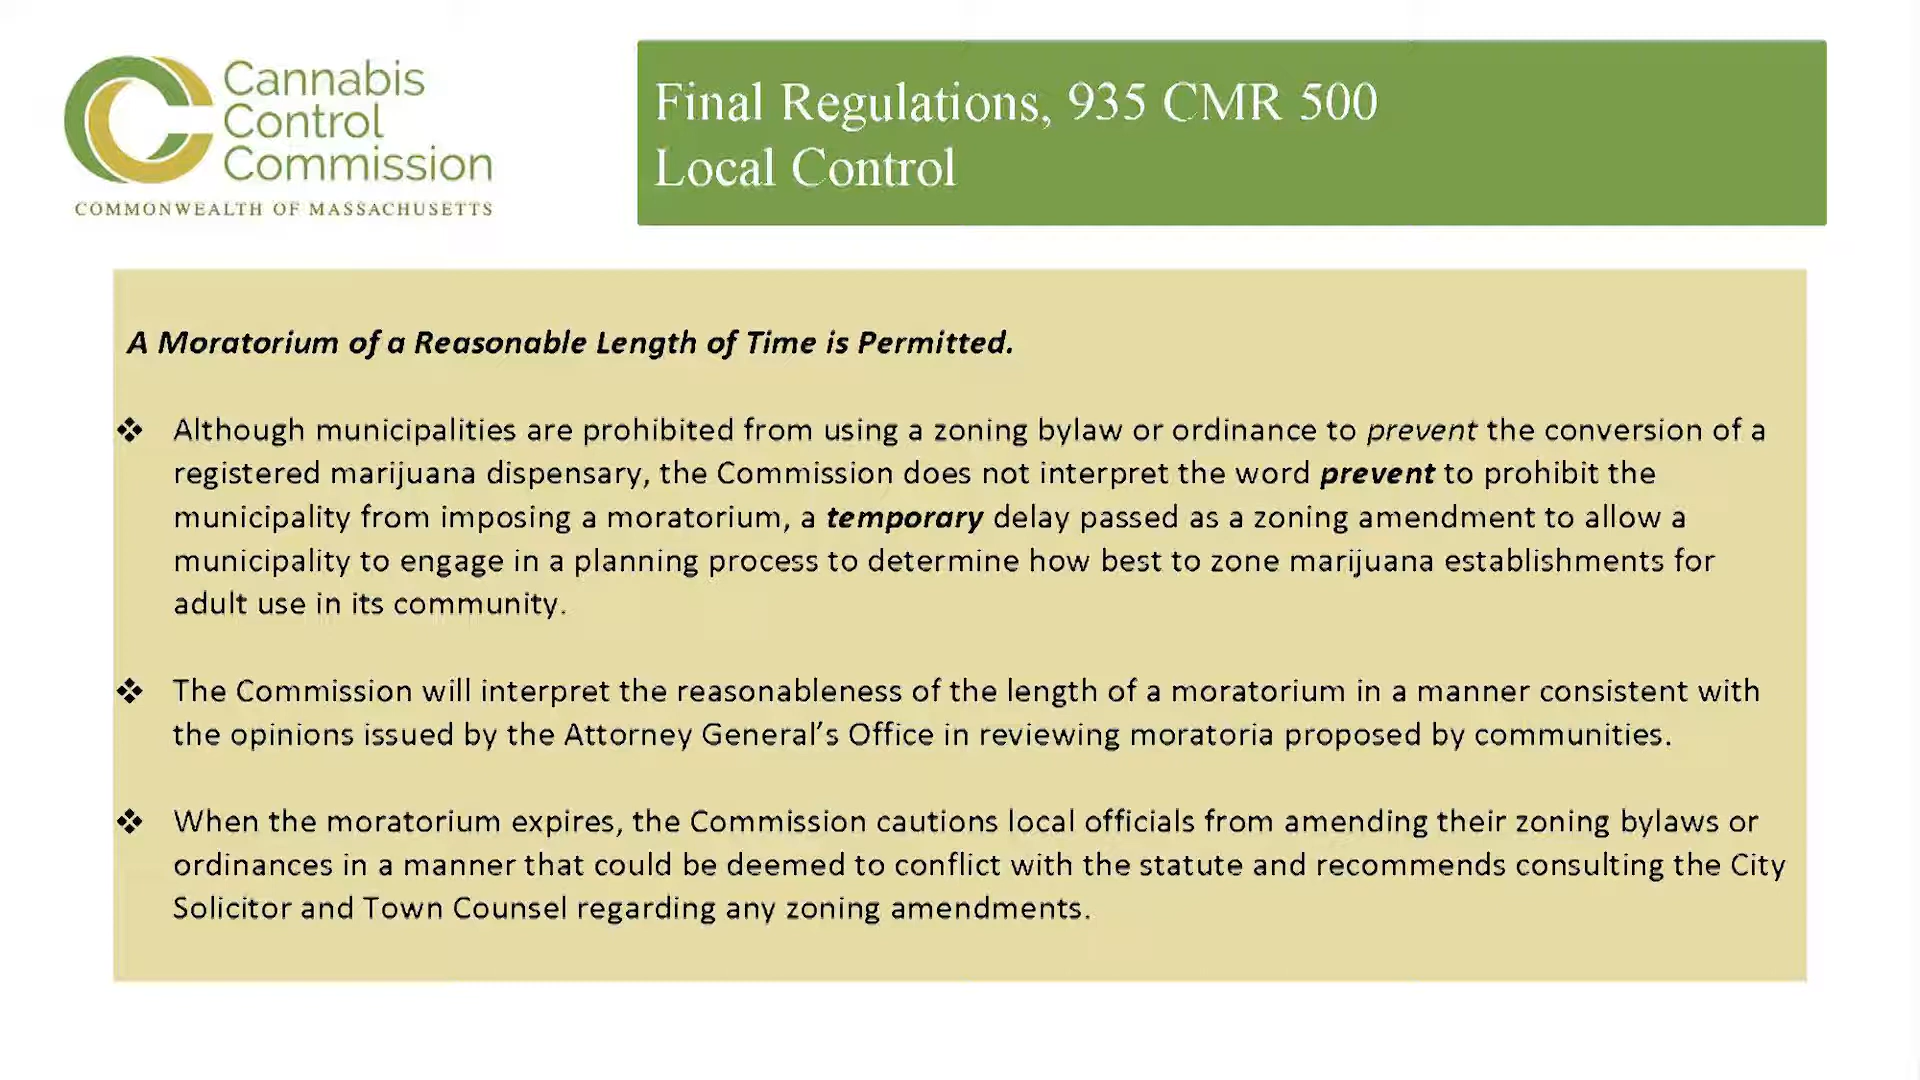 Cannabis
Control
Commission
COMMONWEALTH OF MASSACHUSETTS
Final Regulations, 935 CMR 500
Local Control
A Moratorium of a Reasonable Length of Time is Permitted.
❖ Although municipalities are prohibited from using a zoning bylaw or ordinance to prevent the conversion of a
registered marijuana dispensary, the Commission does not interpret the word prevent to prohibit the
municipality from imposing a moratorium, a temporary delay passed as a zoning amendment to allow a
municipality to engage in a planning process to determine how best to zone marijuana establishments for
adult use in its community.
❖ The Commission will interpret the reasonableness of the length of a moratorium in a manner consistent with
the opinions issued by the Attorney General’s Office in reviewing moratoria proposed by communities.
❖ When the moratorium expires, the Commission cautions local officials from amending their zoning bylaws or
ordinances in a manner that could be deemed to conflict with the statute and recommends consulting the City
Solicitor and Town Counsel regarding any zoning amendments.